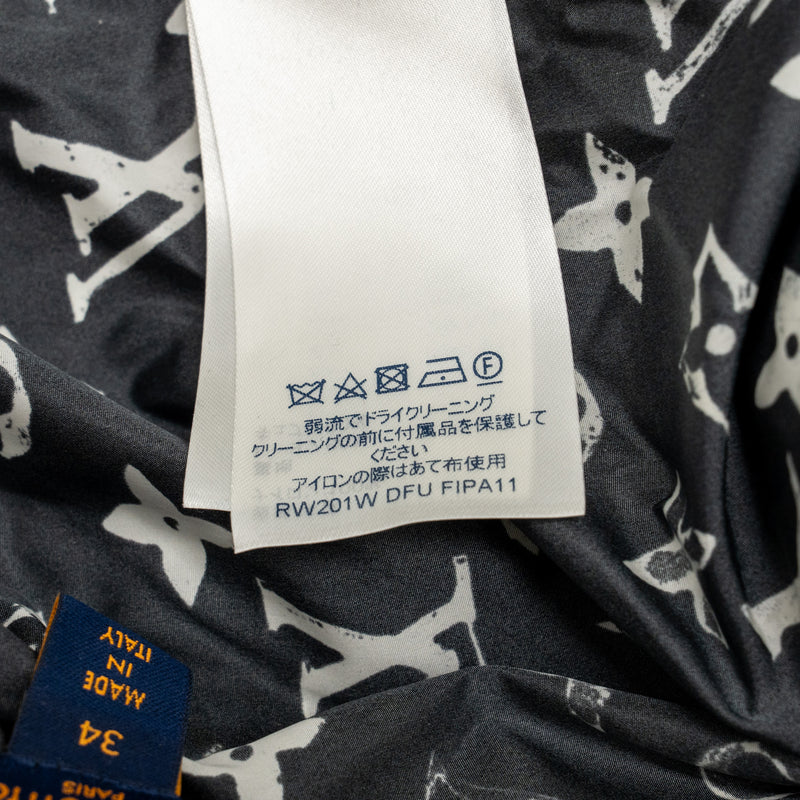 F
弱流でドライクリーニング
クリーニングの前に付属品を保護して
ください
アイロンの際はあて布使用
RW201W DFU FIPA11
MADE
IN
ITALY
34
PARIS